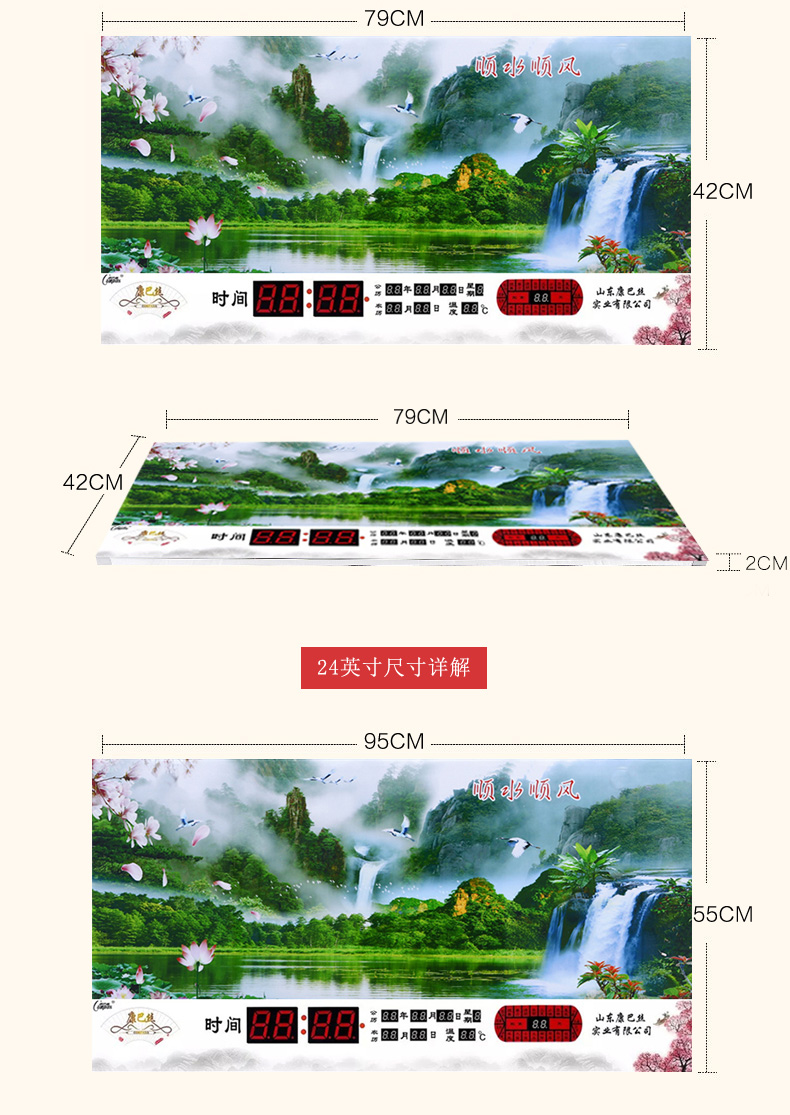 79CM
顺水顺风
42CM
康巴丝
时间 88:88
公历 88年88月88日 星期8
农历 88月88日 温度 88℃
88
山东康巴丝
实业有限公司
79CM
42CM
顺水顺风
时间 88:88
山东康巴丝
实业有限公司
2CM
24英寸尺寸详解
95CM
顺水顺风
55CM
康巴丝
时间 88:88
公历 88年88月88日 星期8
农历 88月88日 温度 88℃
88
山东康巴丝
实业有限公司